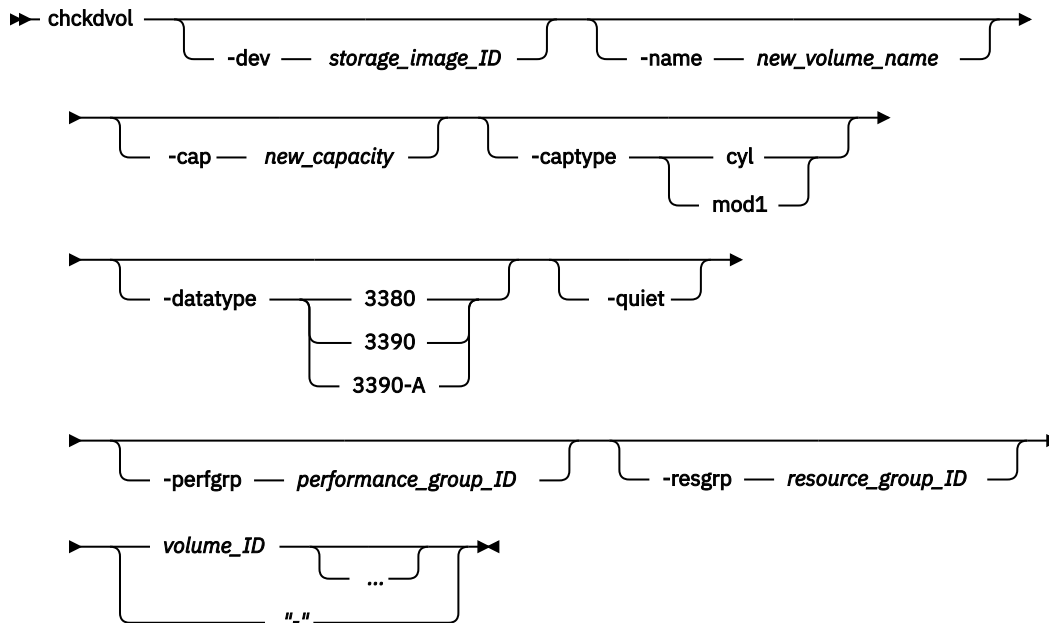 chckdvol
-dev storage_image_ID -name new_volume_name
-cap new_capacity -captype cyl
mod1
-datatype 3380 -quiet
3390
3390-A
-perfgrp performance_group_ID -resgrp resource_group_ID
volume_ID
...
"-"